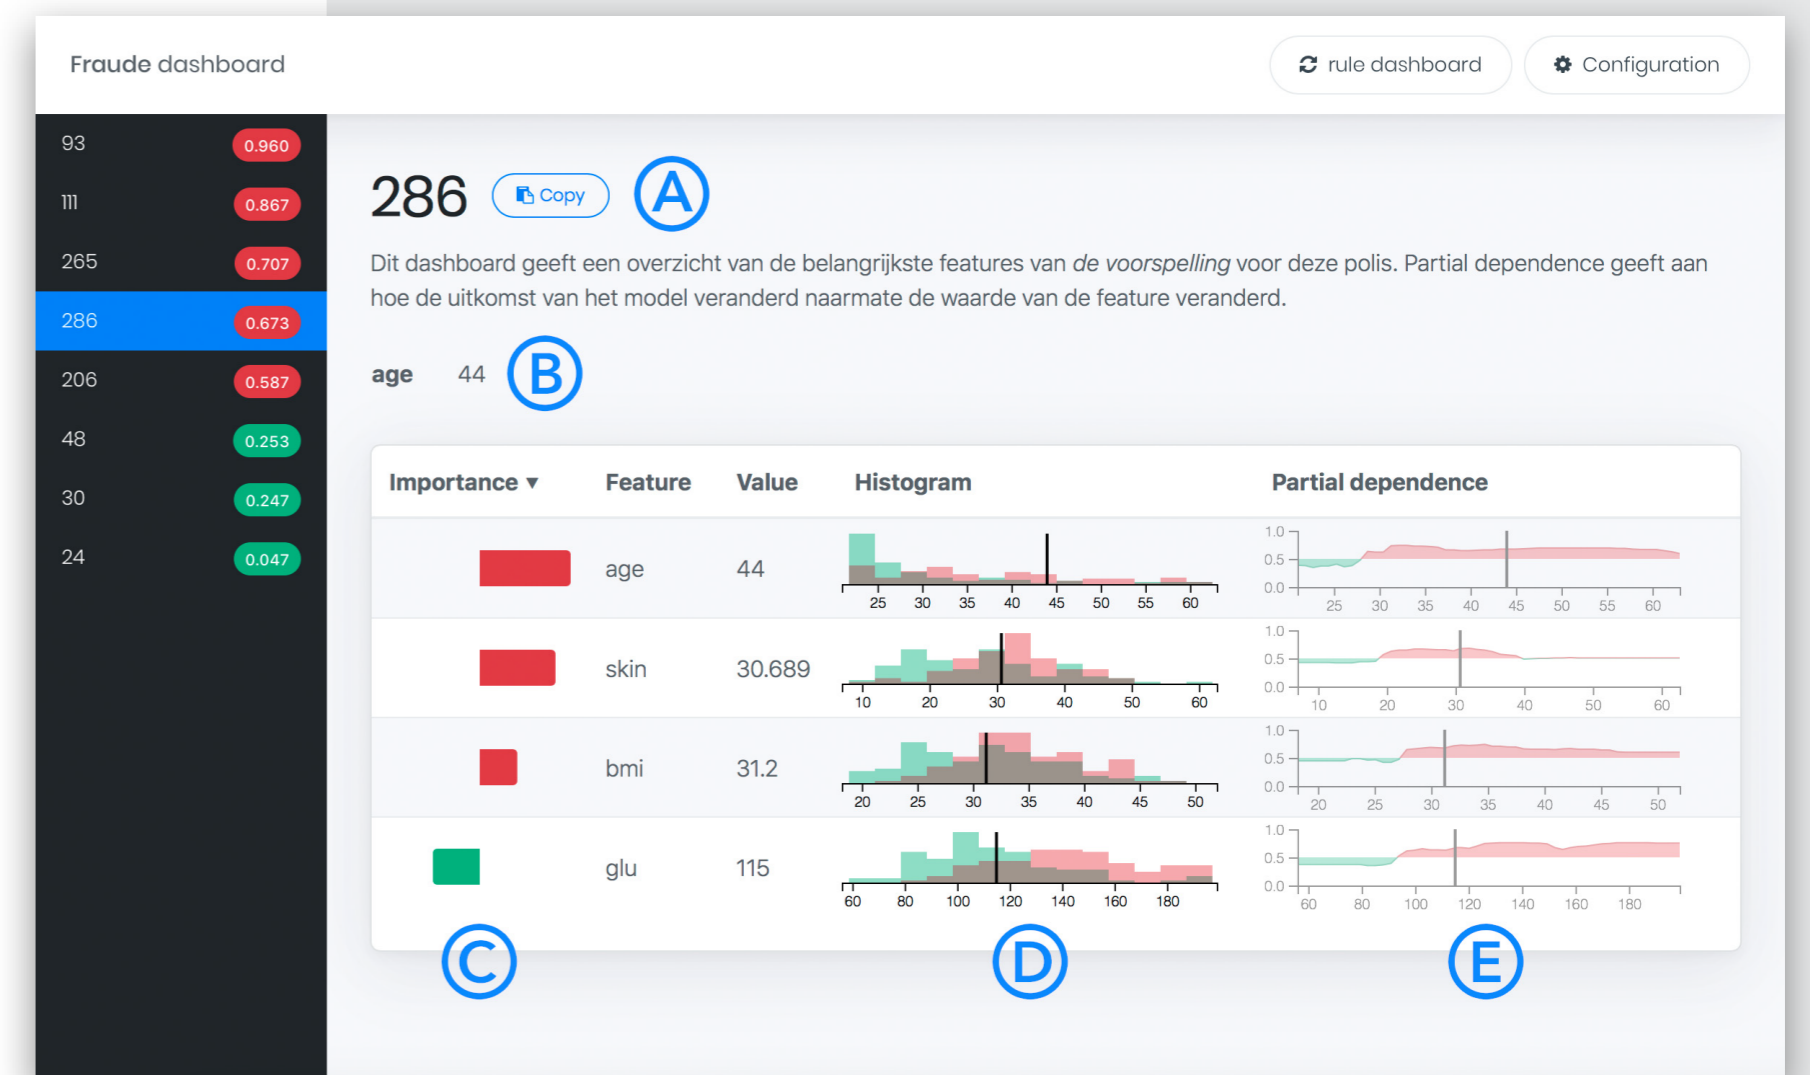 Fraude dashboard
rule dashboard
Configuration
93 0.960
111 0.867
265 0.707
286 0.673
206 0.587
48 0.253
30 0.247
24 0.047
286 Copy A
Dit dashboard geeft een overzicht van de belangrijkste features van de voorspelling voor deze polis. Partial dependence geeft aan
hoe de uitkomst van het model veranderd naarmate de waarde van de feature veranderd.
age 44 B
Importance ▼ Feature Value Histogram Partial dependence
age 44
25 30 35 40 45 50 55 60
1.0
0.5
0.0
25 30 35 40 45 50 55 60
skin 30.689
10 20 30 40 50 60
1.0
0.5
0.0
10 20 30 40 50 60
bmi 31.2
20 25 30 35 40 45 50
1.0
0.5
0.0
20 25 30 35 40 45 50
glu 115
60 80 100 120 140 160 180
1.0
0.5
0.0
60 80 100 120 140 160 180
C D E